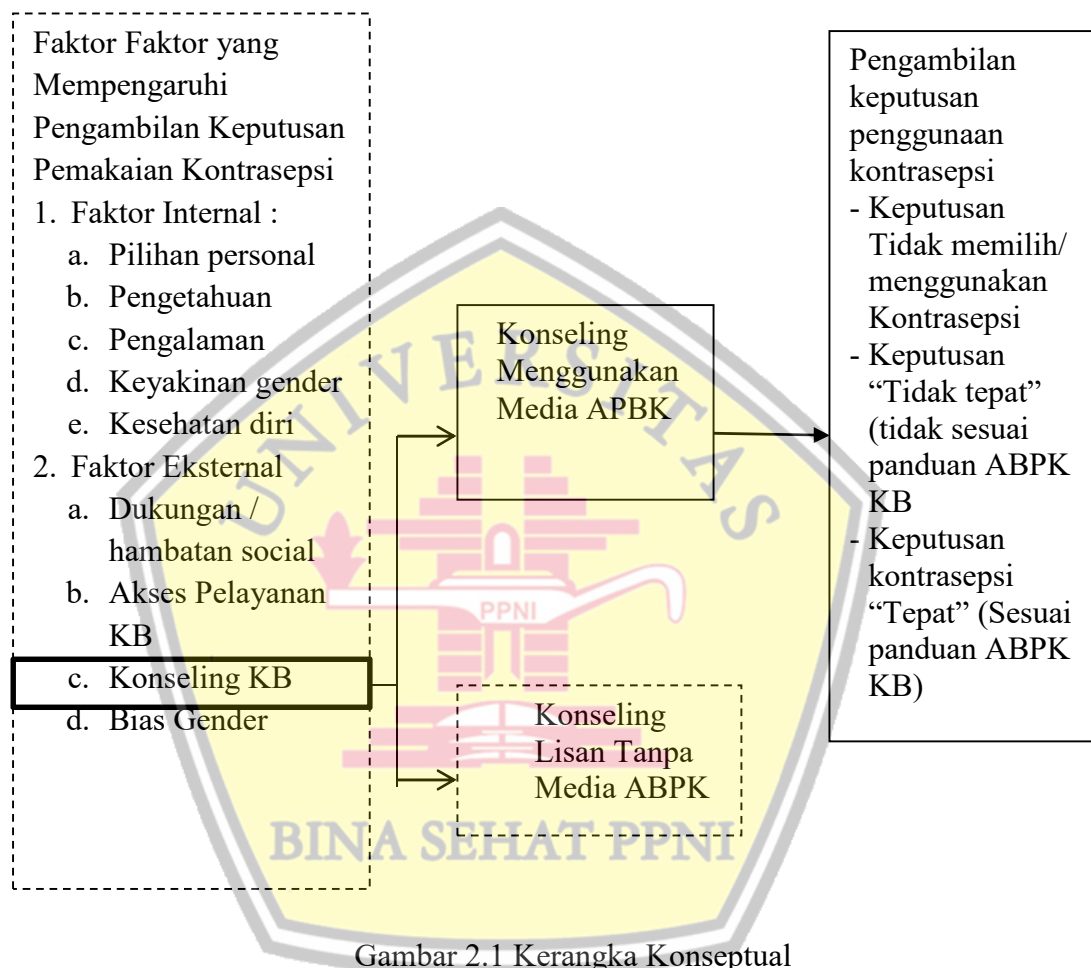 Faktor Faktor yang
Mempengaruhi
Pengambilan Keputusan
Pemakaian Kontrasepsi
1. Faktor Internal :
a. Pilihan personal
b. Pengetahuan
c. Pengalaman
d. Keyakinan gender
e. Kesehatan diri
2. Faktor Eksternal
a. Dukungan /
hambatan social
b. Akses Pelayanan
KB
c. Konseling KB
d. Bias Gender
Konseling
Menggunakan
Media APBK
Konseling
Lisan Tanpa
Media ABPK
Pengambilan
keputusan
penggunaan
kontrasepsi
- Keputusan
Tidak memilih/
menggunakan
Kontrasepsi
- Keputusan
“Tidak tepat”
(tidak sesuai
panduan ABPK
KB
- Keputusan
kontrasepsi
“Tepat” (Sesuai
panduan ABPK
KB)
UNIVERSITAS
PPNI
BINA SEHAT PPNI
Gambar 2.1 Kerangka Konseptual